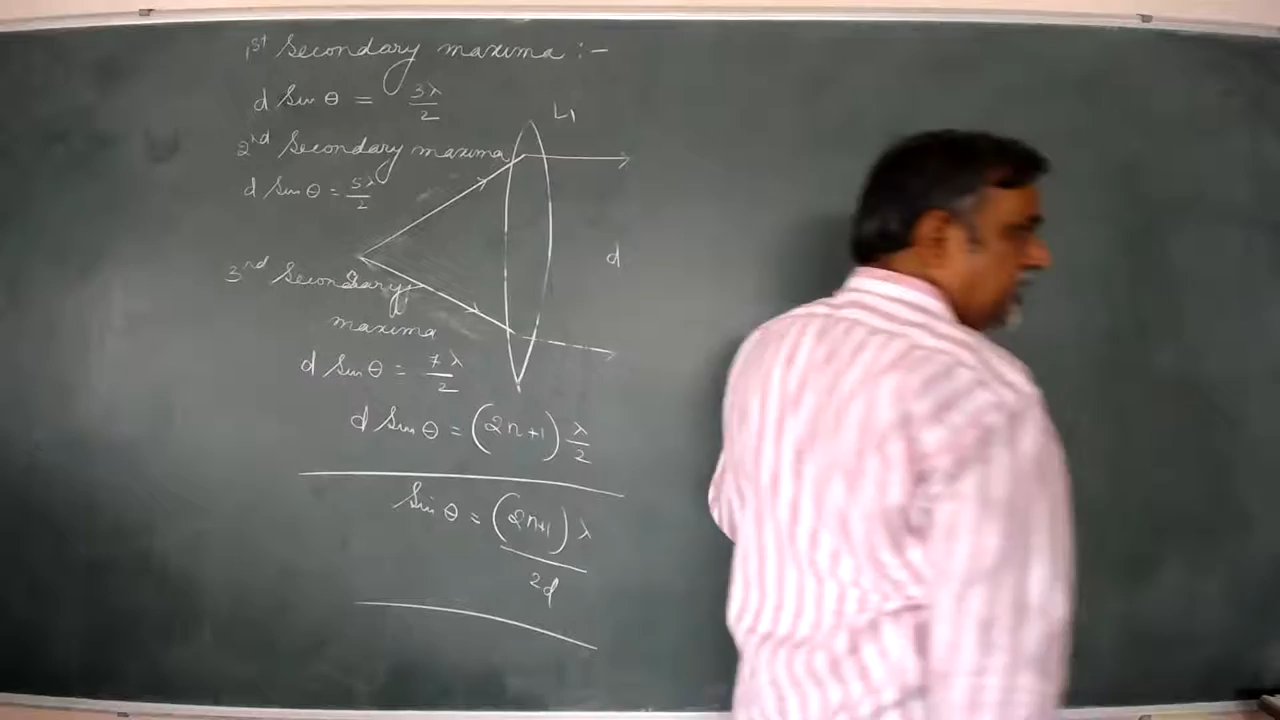 1st Secondary maxima :-
d Sin θ = 3λ/2
L1
2nd Secondary maxima
d Sin θ = 5λ/2
d
3rd Secondary
S
maxima
d Sin θ = 7λ/2
d Sin θ = (2n+1) λ/2
Sin θ = (2n+1) λ/2d